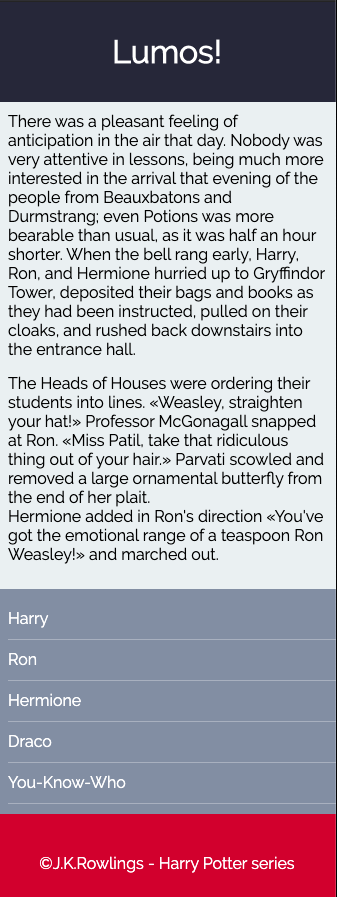 Lumos!
There was a pleasant feeling of
anticipation in the air that day. Nobody was
very attentive in lessons, being much more
interested in the arrival that evening of the
people from Beauxbatons and
Durmstrang; even Potions was more
bearable than usual, as it was half an hour
shorter. When the bell rang early, Harry,
Ron, and Hermione hurried up to Gryffindor
Tower, deposited their bags and books as
they had been instructed, pulled on their
cloaks, and rushed back downstairs into
the entrance hall.
The Heads of Houses were ordering their
students into lines. «Weasley, straighten
your hat!» Professor McGonagall snapped
at Ron. «Miss Patil, take that ridiculous
thing out of your hair.» Parvati scowled and
removed a large ornamental butterfly from
the end of her plait.
Hermione added in Ron's direction «You've
got the emotional range of a teaspoon Ron
Weasley!» and marched out.
Harry
Ron
Hermione
Draco
You-Know-Who
©J.K.Rowlings - Harry Potter series